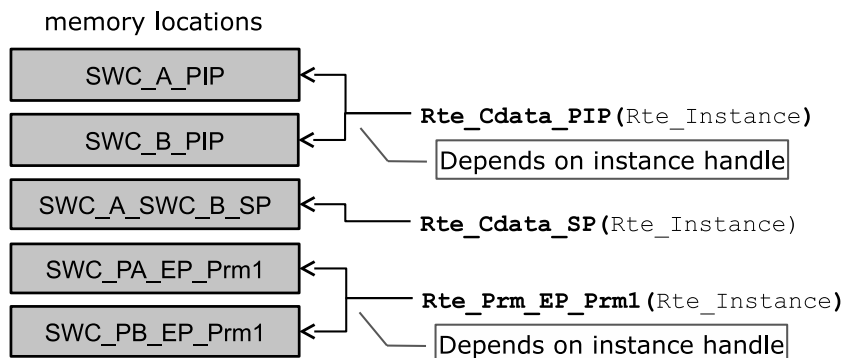 memory locations
SWC_A_PIP
Rte_Cdata_PIP(Rte_Instance)
SWC_B_PIP
Depends on instance handle
SWC_A_SWC_B_SP
Rte_Cdata_SP(Rte_Instance)
SWC_PA_EP_Prm1
Rte_Prm_EP_Prm1(Rte_Instance)
SWC_PB_EP_Prm1
Depends on instance handle